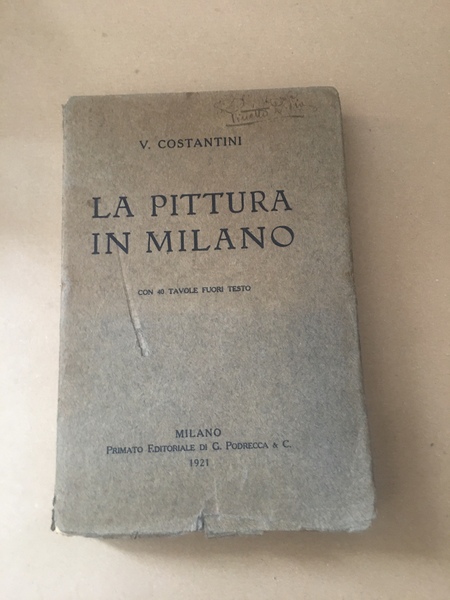 V. COSTANTINI
LA PITTURA
IN MILANO
CON 40 TAVOLE FUORI TESTO
MILANO
PRIMATO EDITORIALE DI G. PODRECCA & C.
1921